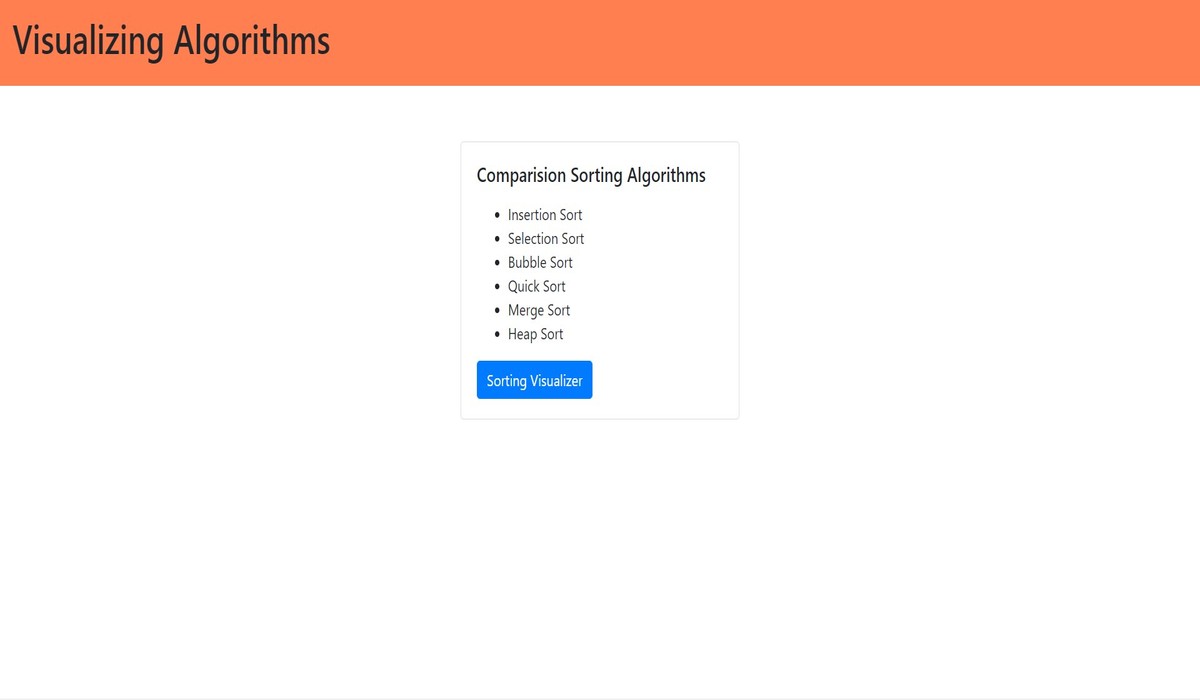 Visualizing Algorithms
Comparision Sorting Algorithms
Insertion Sort
Selection Sort
Bubble Sort
Quick Sort
Merge Sort
Heap Sort
Sorting Visualizer